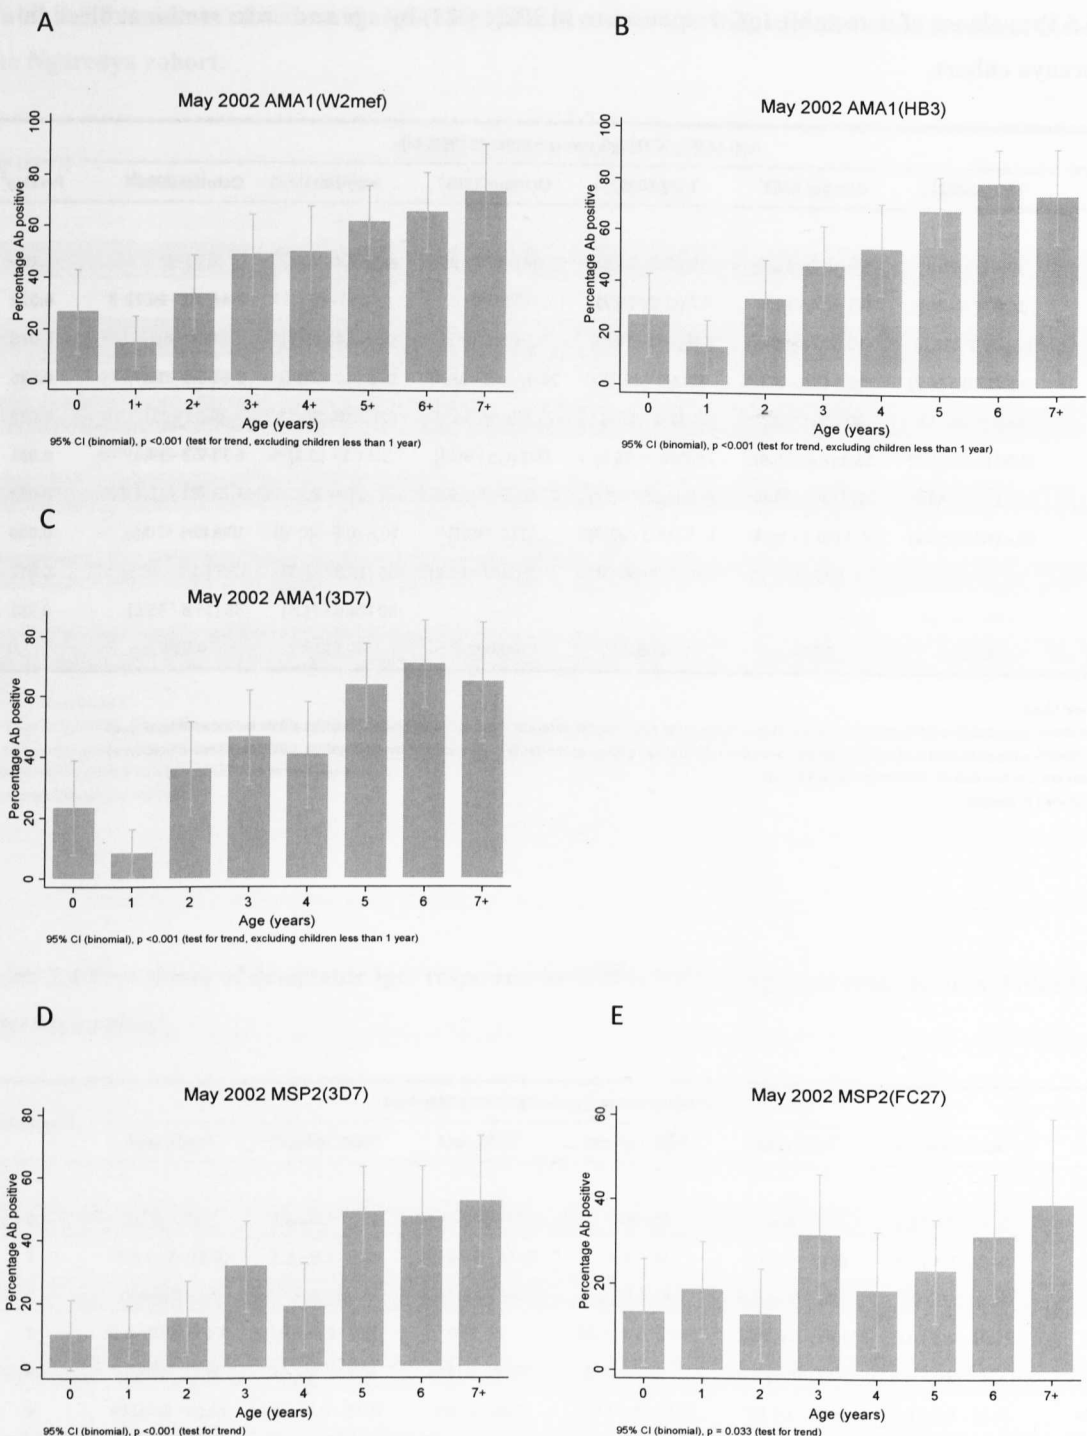 A
May 2002 AMA1(W2mef)
Percentage Ab positive
100
80
60
40
20
0
0 1+ 2+ 3+ 4+ 5+ 6+ 7+
Age (years)
95% CI (binomial), p <0.001 (test for trend, excluding children less than 1 year)
B
May 2002 AMA1(HB3)
Percentage Ab positive
100
80
60
40
20
0
0 1 2 3 4 5 6 7+
Age (years)
95% CI (binomial), p <0.001 (test for trend, excluding children less than 1 year)
C
May 2002 AMA1(3D7)
Percentage Ab positive
80
60
40
20
0
0 1 2 3 4 5 6 7+
Age (years)
95% CI (binomial), p <0.001 (test for trend, excluding children less than 1 year)
D
May 2002 MSP2(3D7)
Percentage Ab positive
80
60
40
20
0
0 1 2 3 4 5 6 7+
Age (years)
95% CI (binomial), p <0.001 (test for trend)
E
May 2002 MSP2(FC27)
Percentage Ab positive
60
40
20
0
0 1 2 3 4 5 6 7+
Age (years)
95% CI (binomial), p = 0.033 (test for trend)